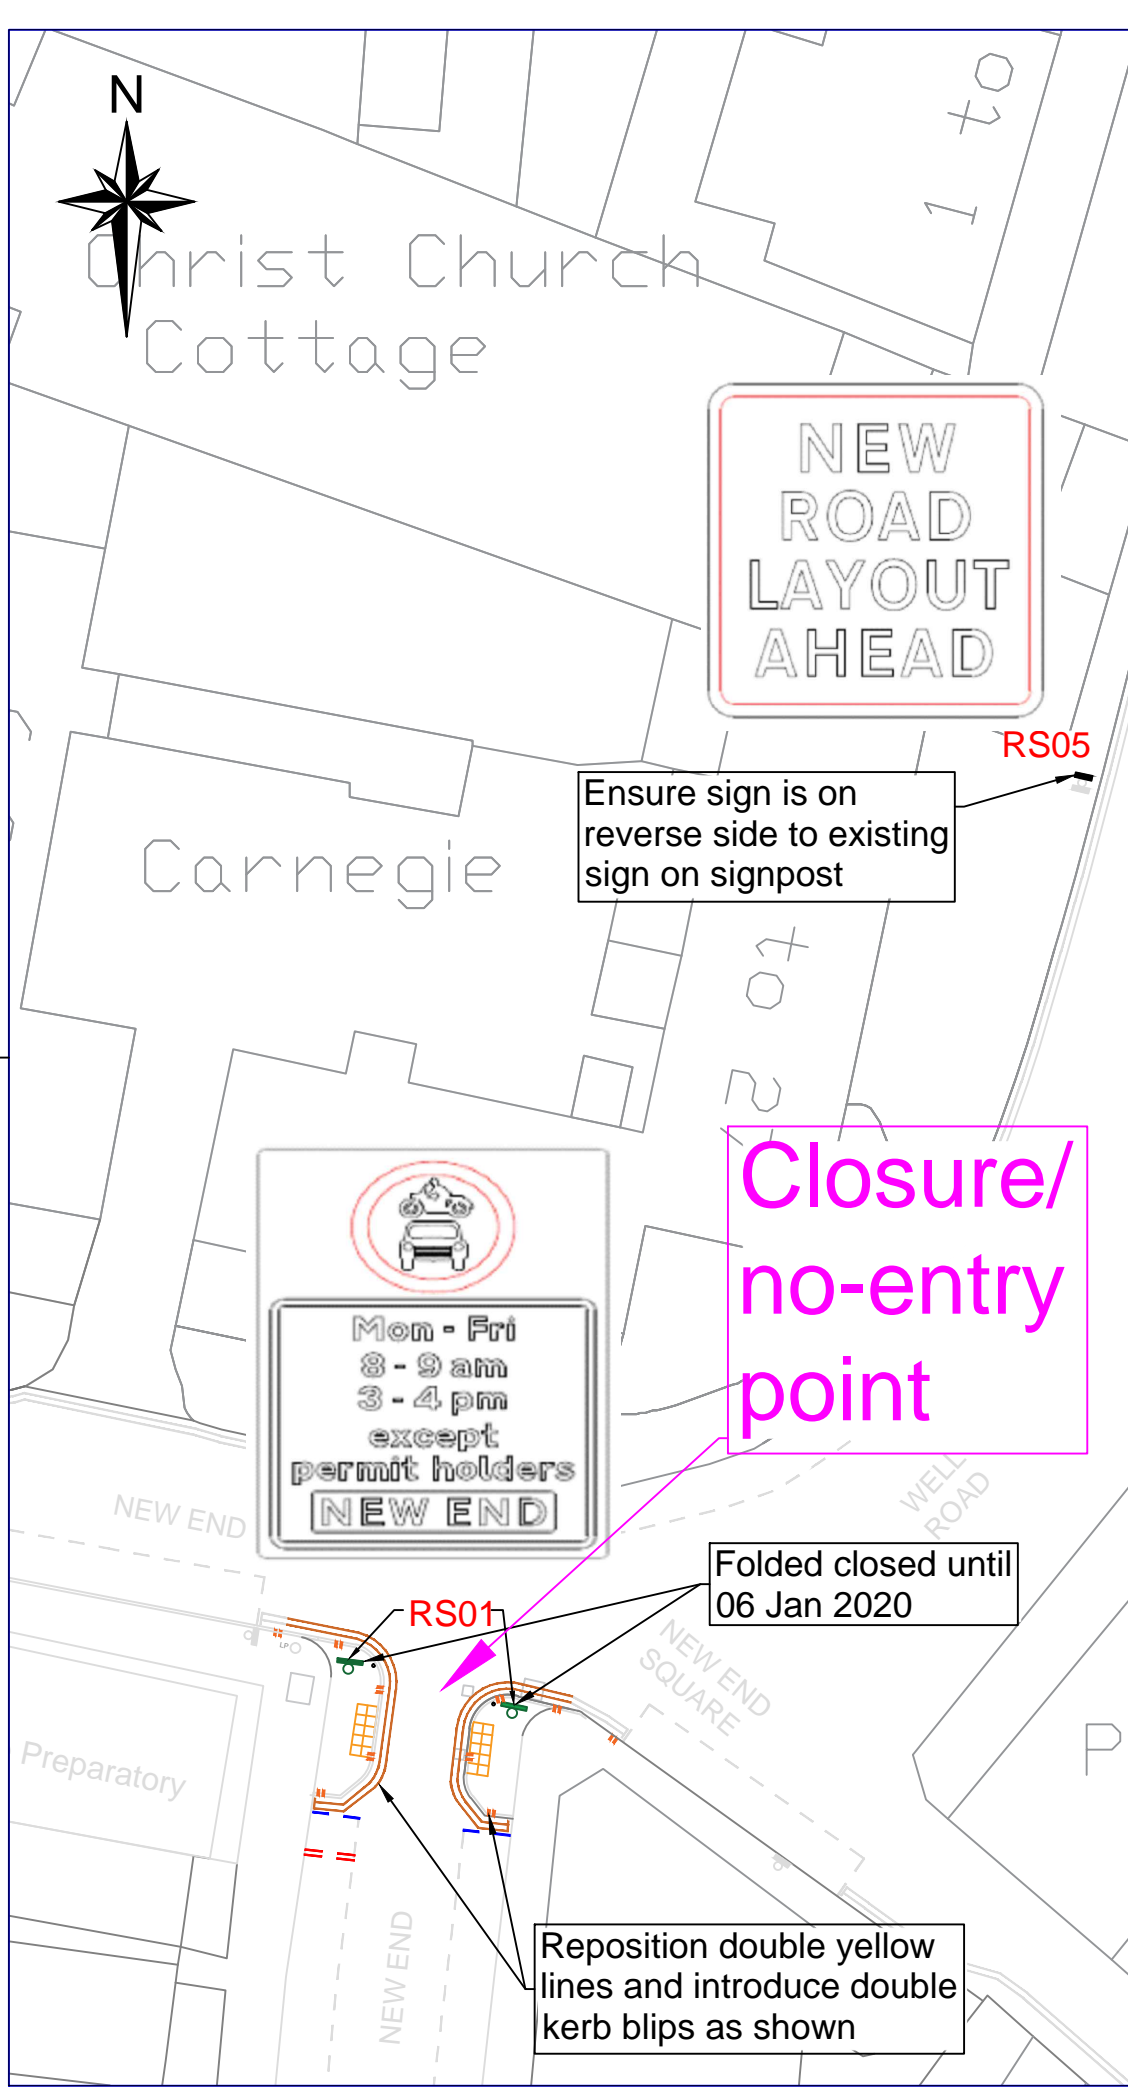 N
1 to
Christ Church
Cottage
NEW
ROAD
LAYOUT
AHEAD
RS05
Ensure sign is on
reverse side to existing
sign on signpost
Carnegie
2 to
Closure/
no-entry
point
Mon - Fri
8 - 9 am
3 - 4 pm
except
permit holders
NEW END
NEW END
WELL
ROAD
Folded closed until
06 Jan 2020
RS01
LP
NEW END
SQUARE
Preparatory
P
NEW END
Reposition double yellow
lines and introduce double
kerb blips as shown